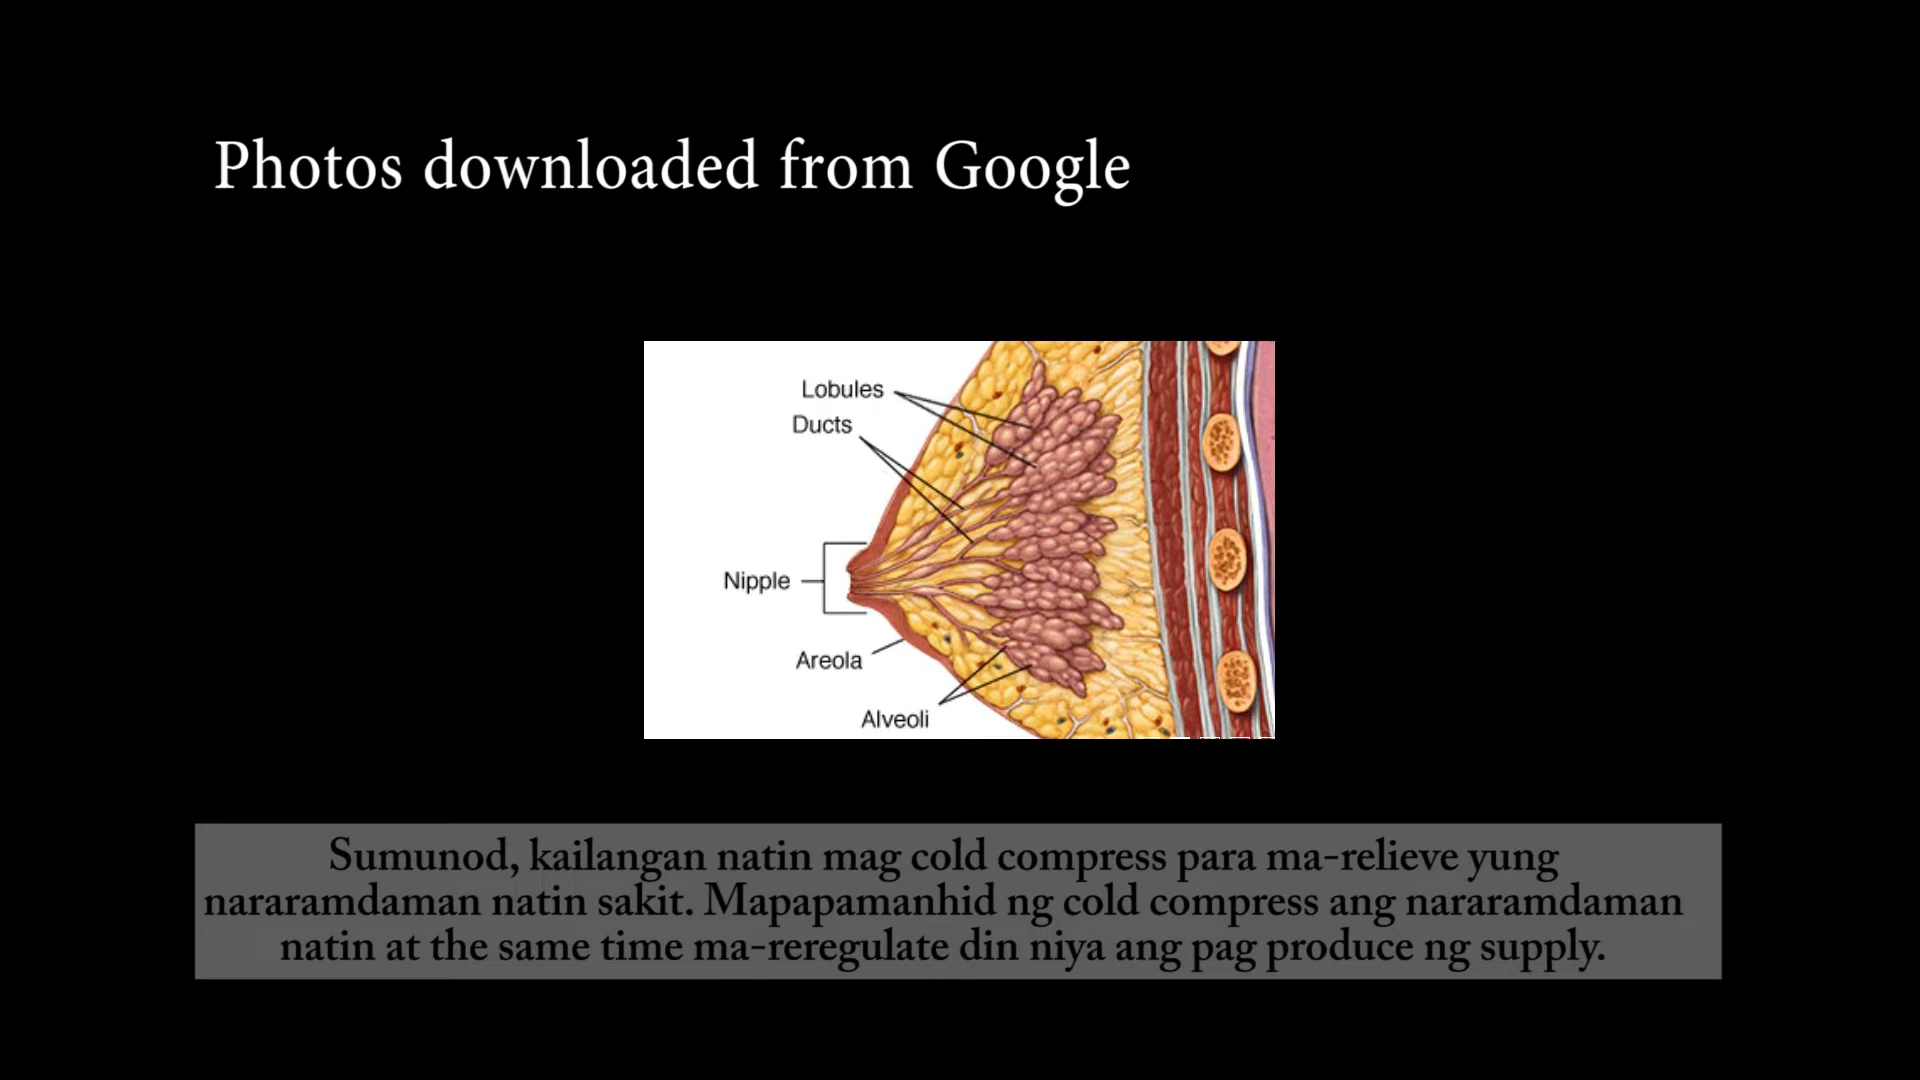 Photos downloaded from Google
Lobules
Ducts
Nipple
Areola
Alveoli
Sumunod, kailangan natin mag cold compress para ma-relieve yung
nararamdaman natin sakit. Mapapamanhid ng cold compress ang nararamdaman
natin at the same time ma-reregulate din niya ang pag produce ng supply.